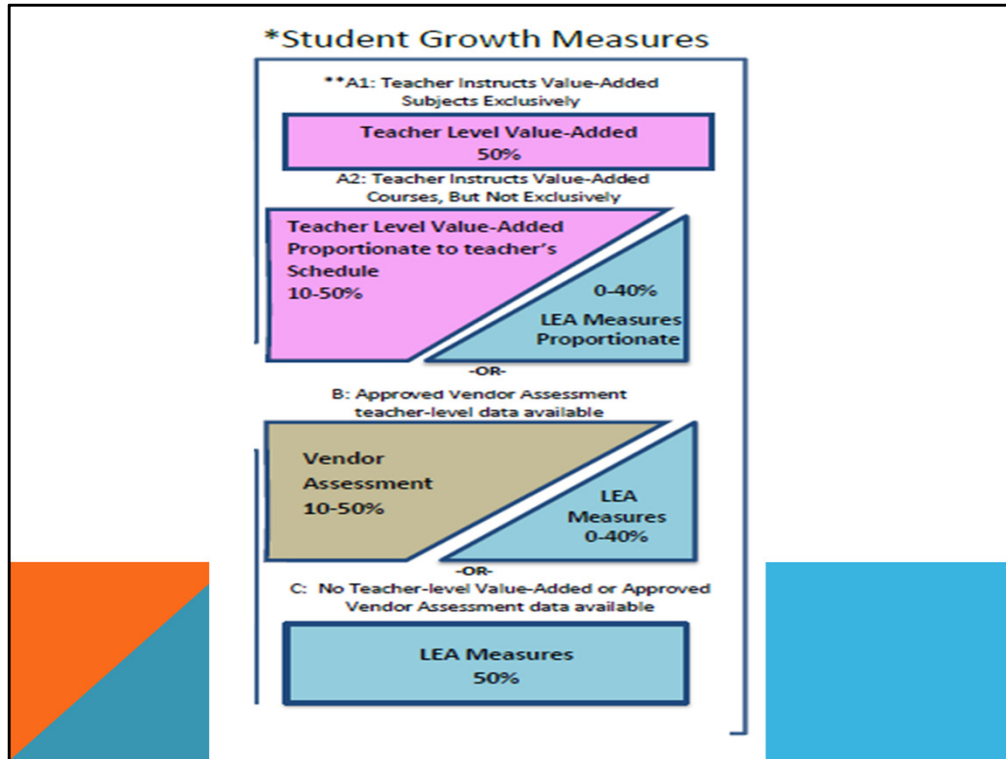 *Student Growth Measures
**A1: Teacher Instructs Value-Added
Subjects Exclusively
Teacher Level Value-Added
50%
A2: Teacher Instructs Value-Added
Courses, But Not Exclusively
Teacher Level Value-Added
Proportionate to teacher's
Schedule
10-50%
0-40%
LEA Measures
Proportionate
-OR-
B: Approved Vendor Assessment
teacher-level data available
Vendor
Assessment
10-50%
LEA
Measures
0-40%
-OR-
C: No Teacher-level Value-Added or Approved
Vendor Assessment data available
LEA Measures
50%